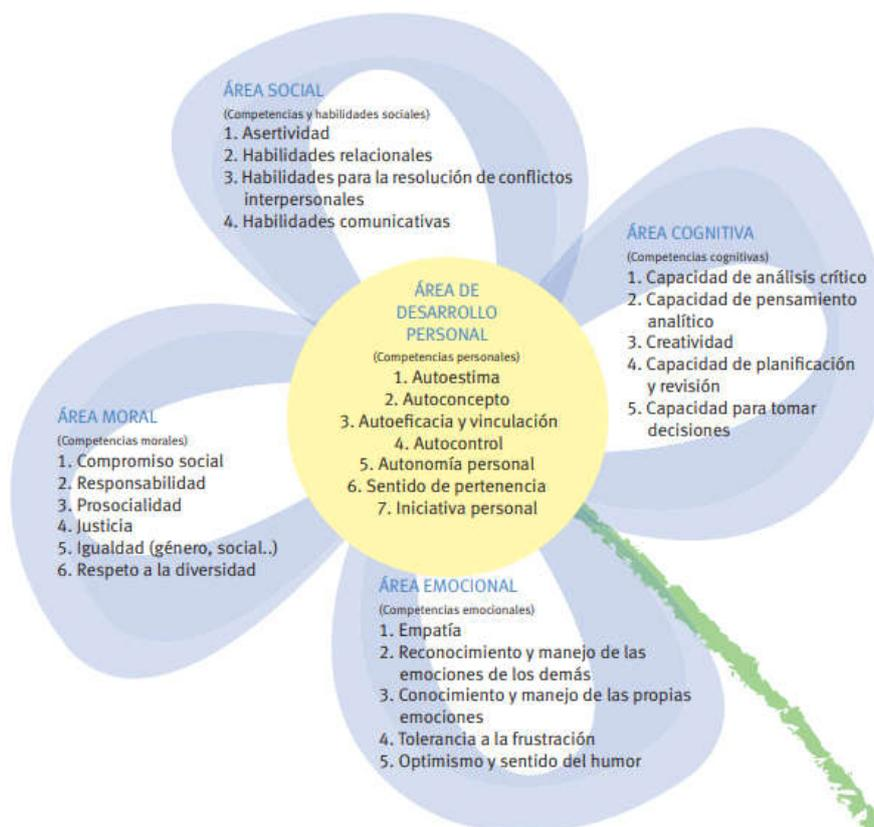 ÁREA SOCIAL
(Competencias y habilidades sociales)
1. Asertividad
2. Habilidades relacionales
3. Habilidades para la resolución de conflictos
interpersonales
4. Habilidades comunicativas
ÁREA COGNITIVA
(Competencias cognitivas)
1. Capacidad de análisis crítico
2. Capacidad de pensamiento
analítico
3. Creatividad
4. Capacidad de planificación
y revisión
5. Capacidad para tomar
decisiones
ÁREA DE
DESARROLLO
PERSONAL
(Competencias personales)
1. Autoestima
2. Autoconcepto
3. Autoeficacia y vinculación
4. Autocontrol
5. Autonomía personal
6. Sentido de pertenencia
7. Iniciativa personal
ÁREA MORAL
(Competencias morales)
1. Compromiso social
2. Responsabilidad
3. Prosocialidad
4. Justicia
5. Igualdad (género, social..)
6. Respeto a la diversidad
ÁREA EMOCIONAL
(Competencias emocionales)
1. Empatía
2. Reconocimiento y manejo de las
emociones de los demás
3. Conocimiento y manejo de las propias
emociones
4. Tolerancia a la frustración
5. Optimismo y sentido del humor